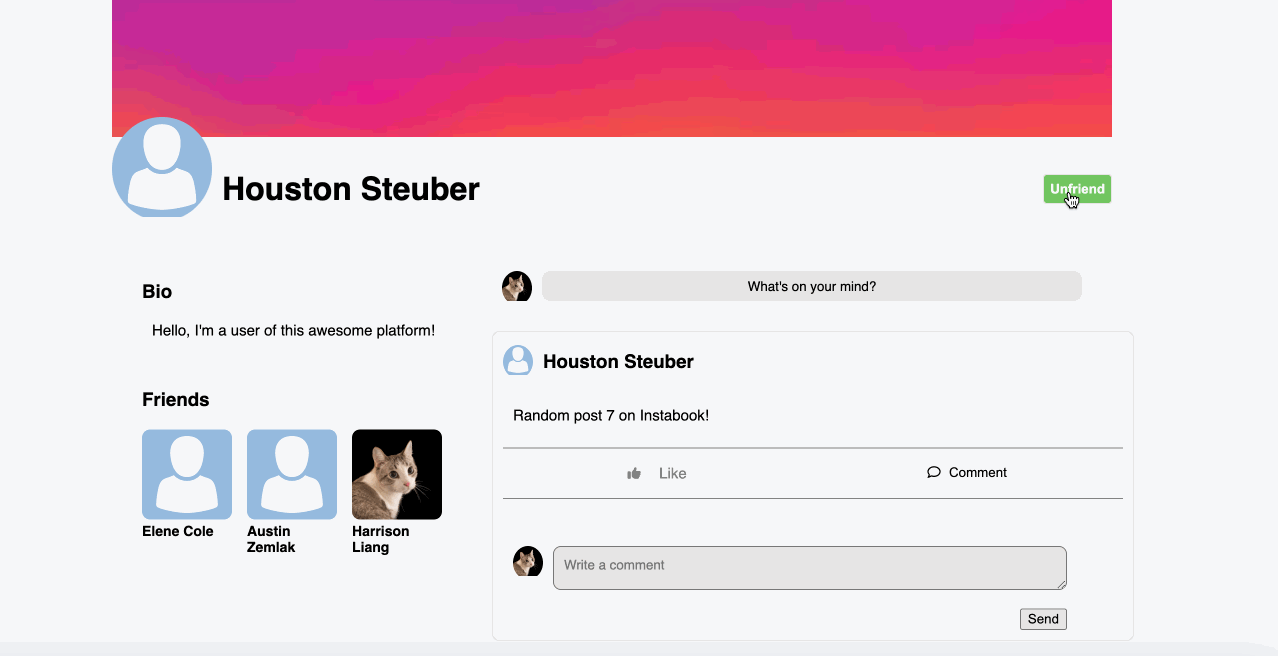 Houston Steuber
Unfriend
Bio
Hello, I'm a user of this awesome platform!
Friends
Elene Cole
Austin
Zemlak
Harrison
Liang
What's on your mind?
Houston Steuber
Random post 7 on Instabook!
Like
Comment
Write a comment
Send